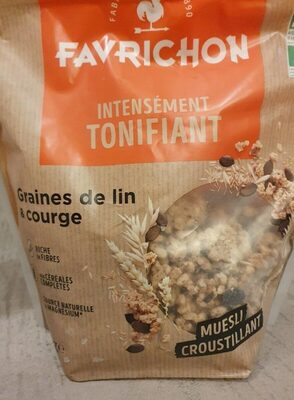 FAVRICHON
INTENSÉMENT
TONIFIANT
Graines de lin
& courge
RICHE
EN FIBRES
CÉRÉALES
COMPLÈTES
SOURCE NATURELLE
DE MAGNÉSIUM*
MUESLI
CROUSTILLANT